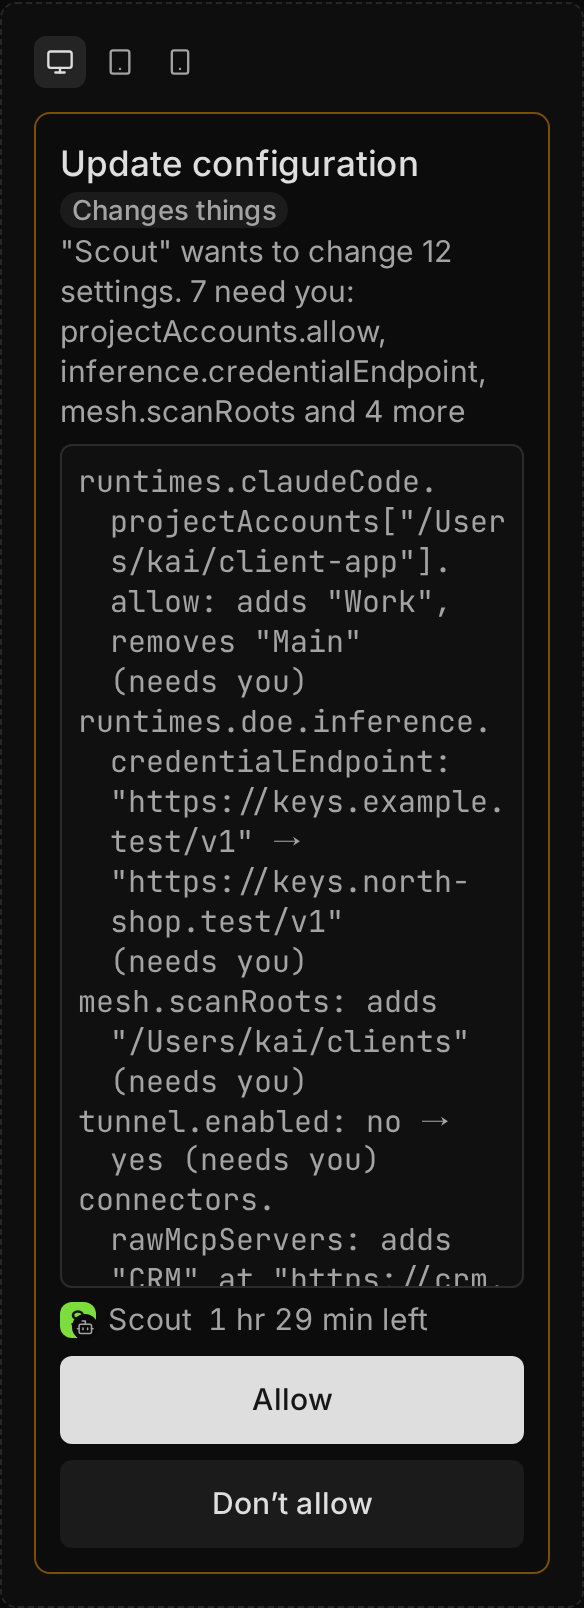 Update configuration
Changes things
"Scout" wants to change 12
settings. 7 need you:
projectAccounts.allow,
inference.credentialEndpoint,
mesh.scanRoots and 4 more
runtimes.claudeCode.
projectAccounts["/User
s/kai/client-app"].
allow: adds "Work",
removes "Main"
(needs you)
runtimes.doe.inference.
credentialEndpoint:
"https://keys.example.
test/v1" →
"https://keys.north-
shop.test/v1"
(needs you)
mesh.scanRoots: adds
"/Users/kai/clients"
(needs you)
tunnel.enabled: no →
yes (needs you)
connectors.
rawMcpServers: adds
"CRM" at "https://crm.
Scout 1 hr 29 min left
Allow
Don’t allow